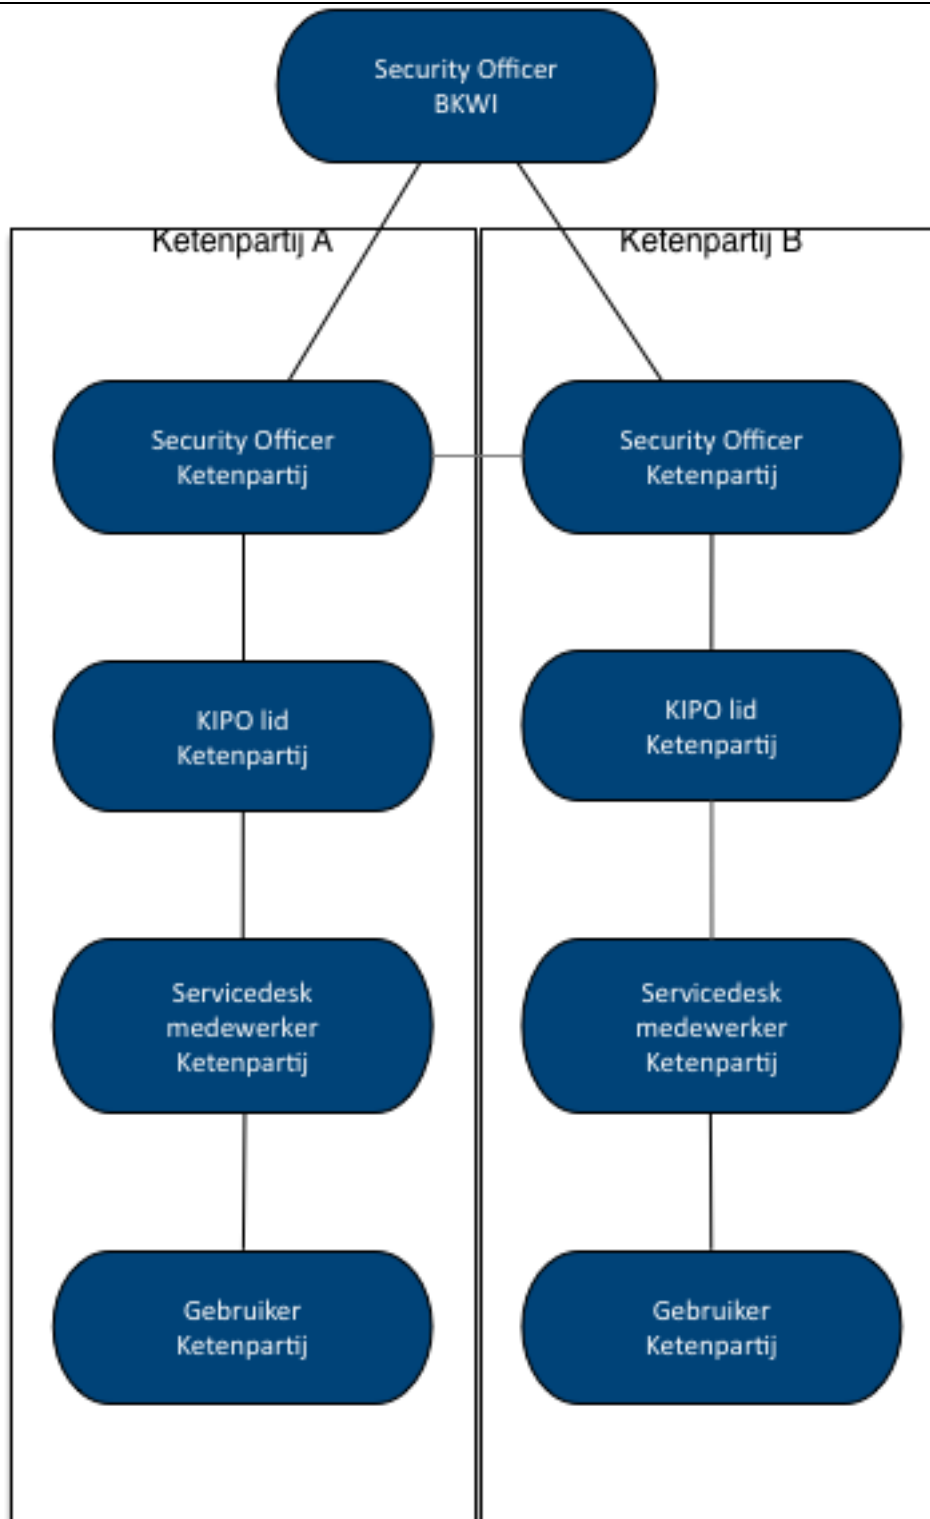 Security Officer
BKWI
Ketenpartij A
Ketenpartij B
Security Officer
Ketenpartij
Security Officer
Ketenpartij
KIPO lid
Ketenpartij
KIPO lid
Ketenpartij
Servicedesk
medewerker
Ketenpartij
Servicedesk
medewerker
Ketenpartij
Gebruiker
Ketenpartij
Gebruiker
Ketenpartij